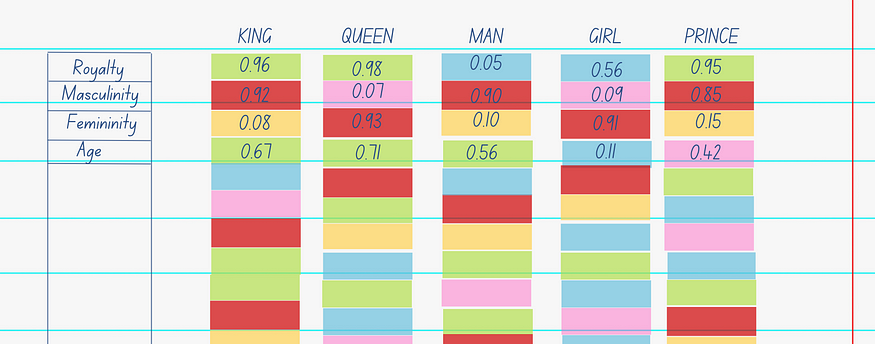 KING QUEEN MAN GIRL PRINCE
Royalty 0.96 0.98 0.05 0.56 0.95
Masculinity 0.92 0.07 0.90 0.09 0.85
Femininity 0.08 0.93 0.10 0.91 0.15
Age 0.67 0.71 0.56 0.11 0.42